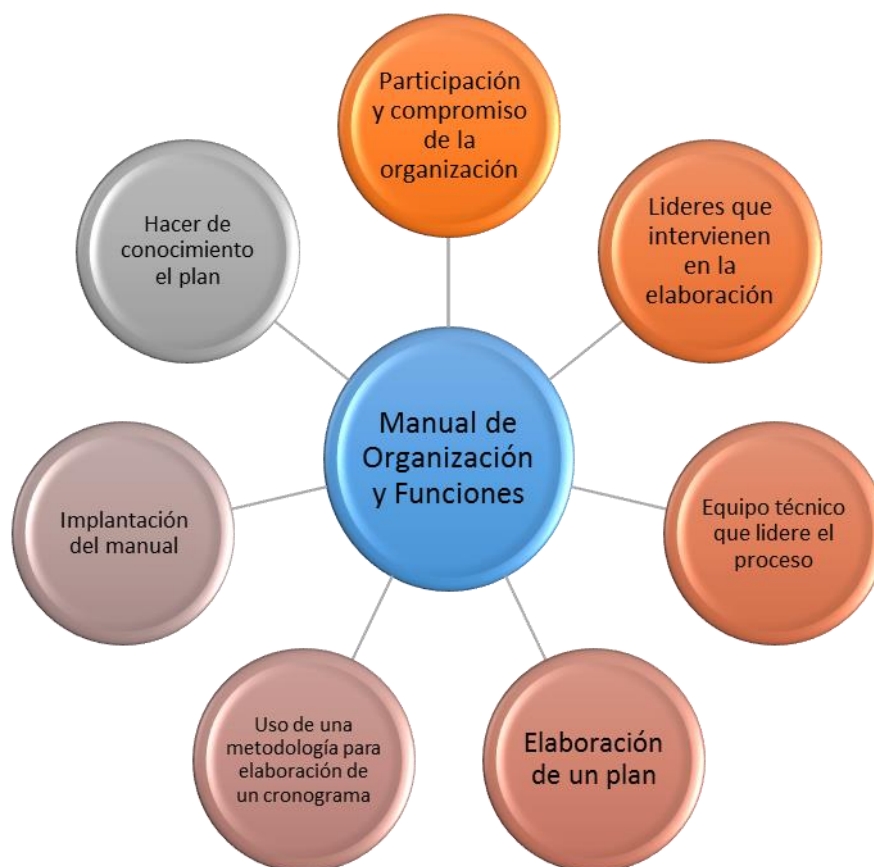 Participación
y compromiso
de la
organización
Lideres que
intervienen
en la
elaboración
Equipo técnico
que lidere el
proceso
Elaboración
de un plan
Uso de una
metodología para
elaboración de
un cronograma
Implantación
del manual
Hacer de
conocimiento
el plan
Manual de
Organización
y Funciones